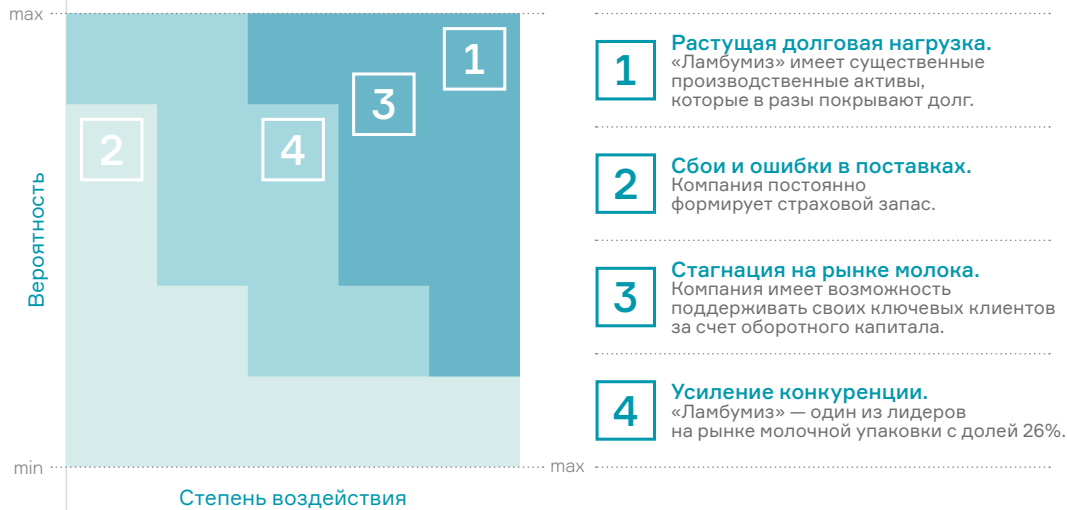 max
1
3
2
4
Вероятность
min
max
Степень воздействия
1
Растущая долговая нагрузка.
«Ламбумиз» имеет существенные
производственные активы,
которые в разы покрывают долг.
2
Сбои и ошибки в поставках.
Компания постоянно
формирует страховой запас.
3
Стагнация на рынке молока.
Компания имеет возможность
поддерживать своих ключевых клиентов
за счет оборотного капитала.
4
Усиление конкуренции.
«Ламбумиз» — один из лидеров
на рынке молочной упаковки с долей 26%.